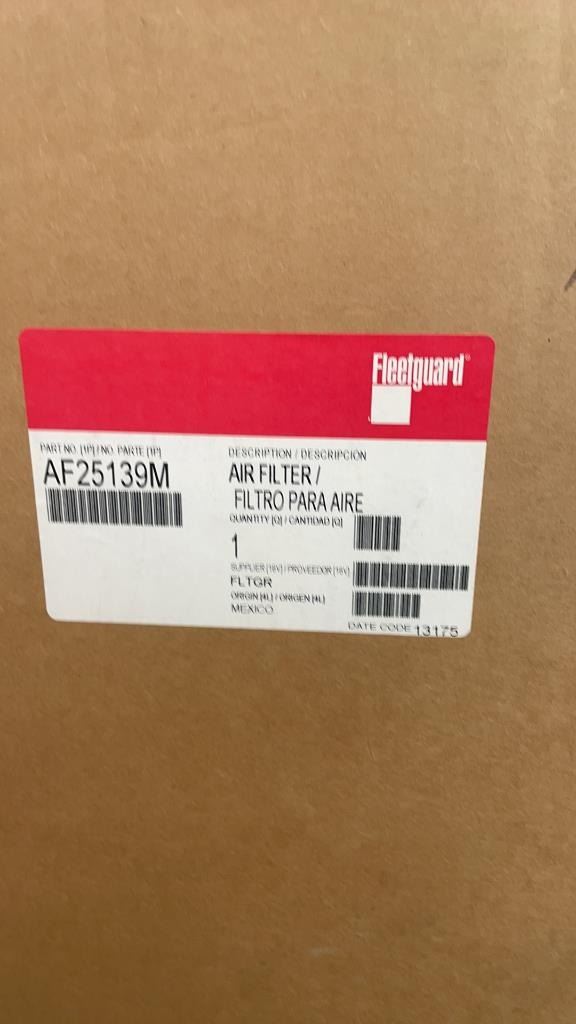 Fleetguard®
PART NO. [1P] / NO. PARTE [1P]
AF25139M
DESCRIPTION / DESCRIPCIÓN
AIR FILTER /
FILTRO PARA AIRE
QUANTITY [Q] / CANTIDAD [Q]
1
SUPPLIER [18V] / PROVEEDOR [18V]
FLTGR
ORIGIN [4L] / ORIGEN [4L]
MEXICO
DATE CODE 13175